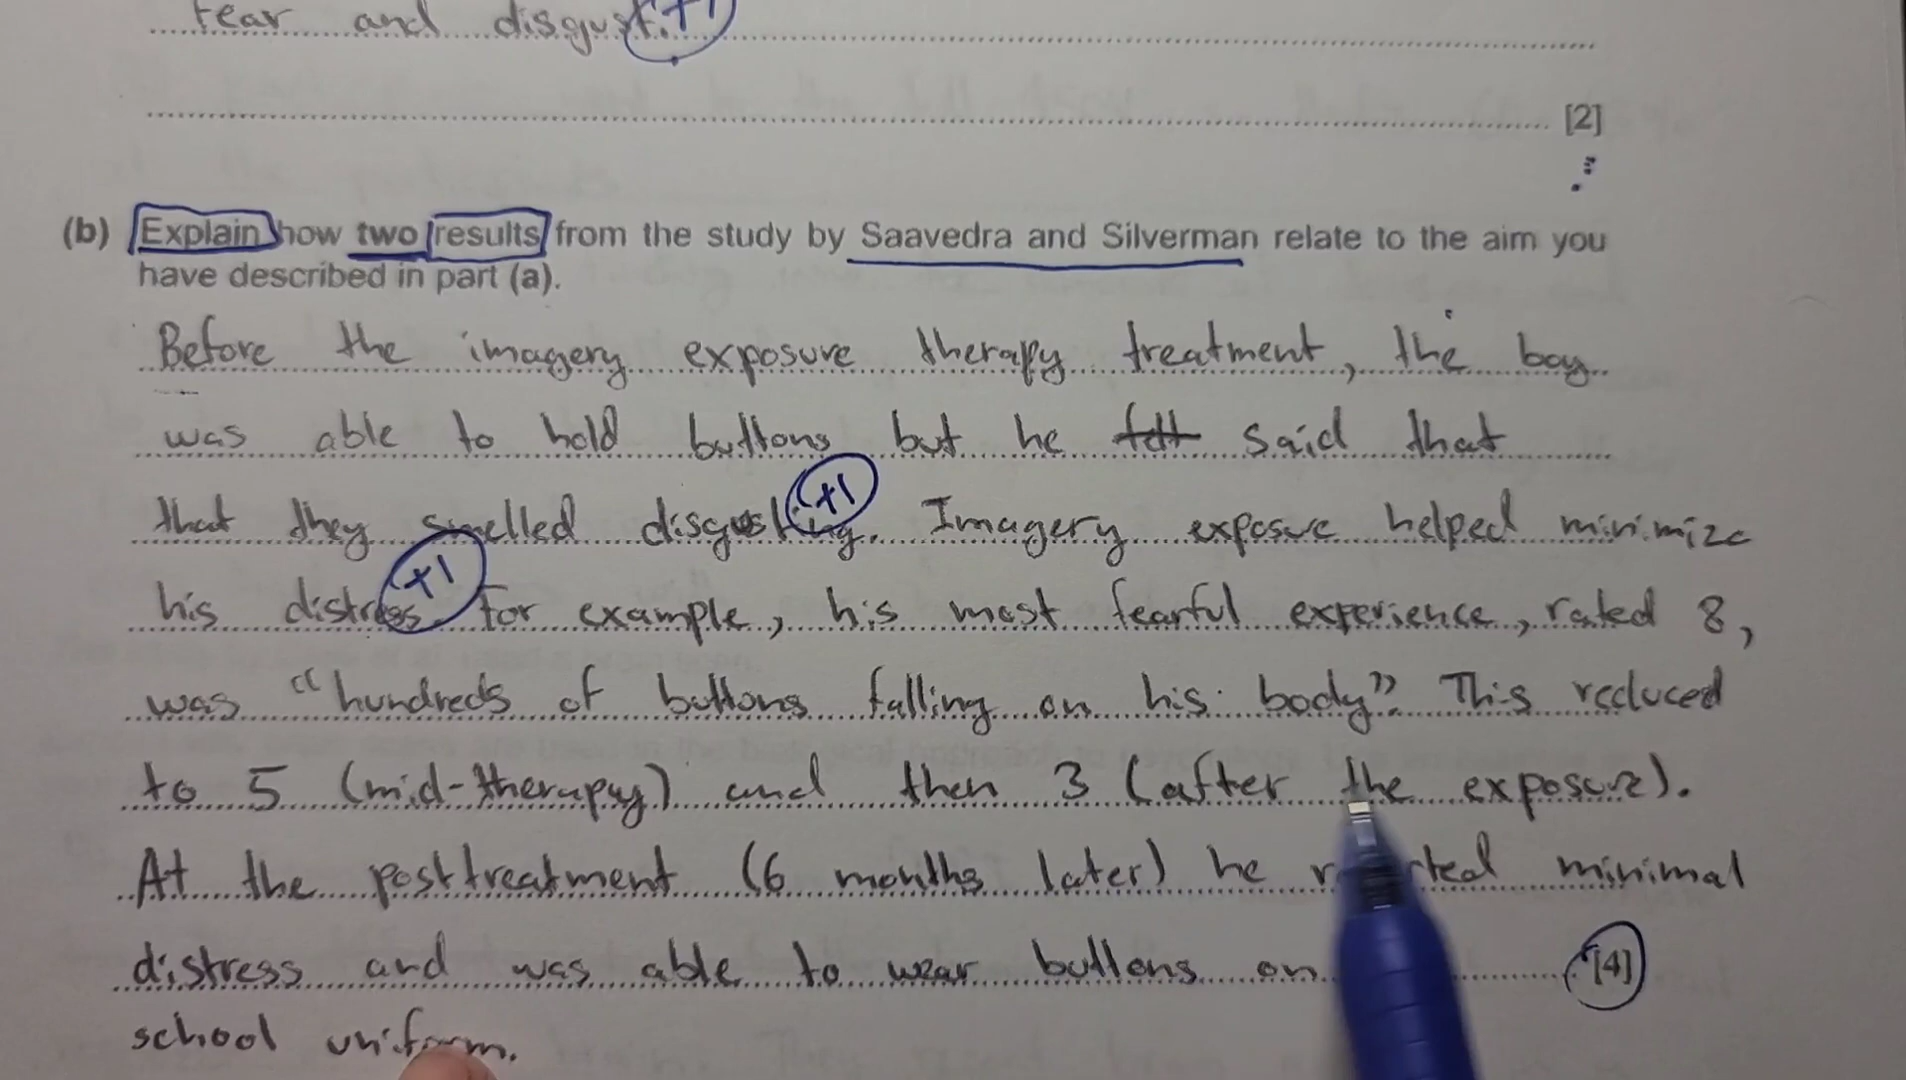 fear and disgust. +1
[2]
(b) Explain how two results from the study by Saavedra and Silverman relate to the aim you
have described in part (a).
Before the imagery exposure therapy treatment, the boy
was able to hold buttons but he said that
that they smelled disgusting. +1 Imagery exposure helped minimize
his distress +1 For example, his most fearful experience, rated 8,
was "hundreds of buttons falling on his body". This reduced
to 5 (mid-therapy) and then 3 (after the exposure).
At the posttreatment (6 months later) he minimal
distress and was able to wear buttons on [4]
school uniform.